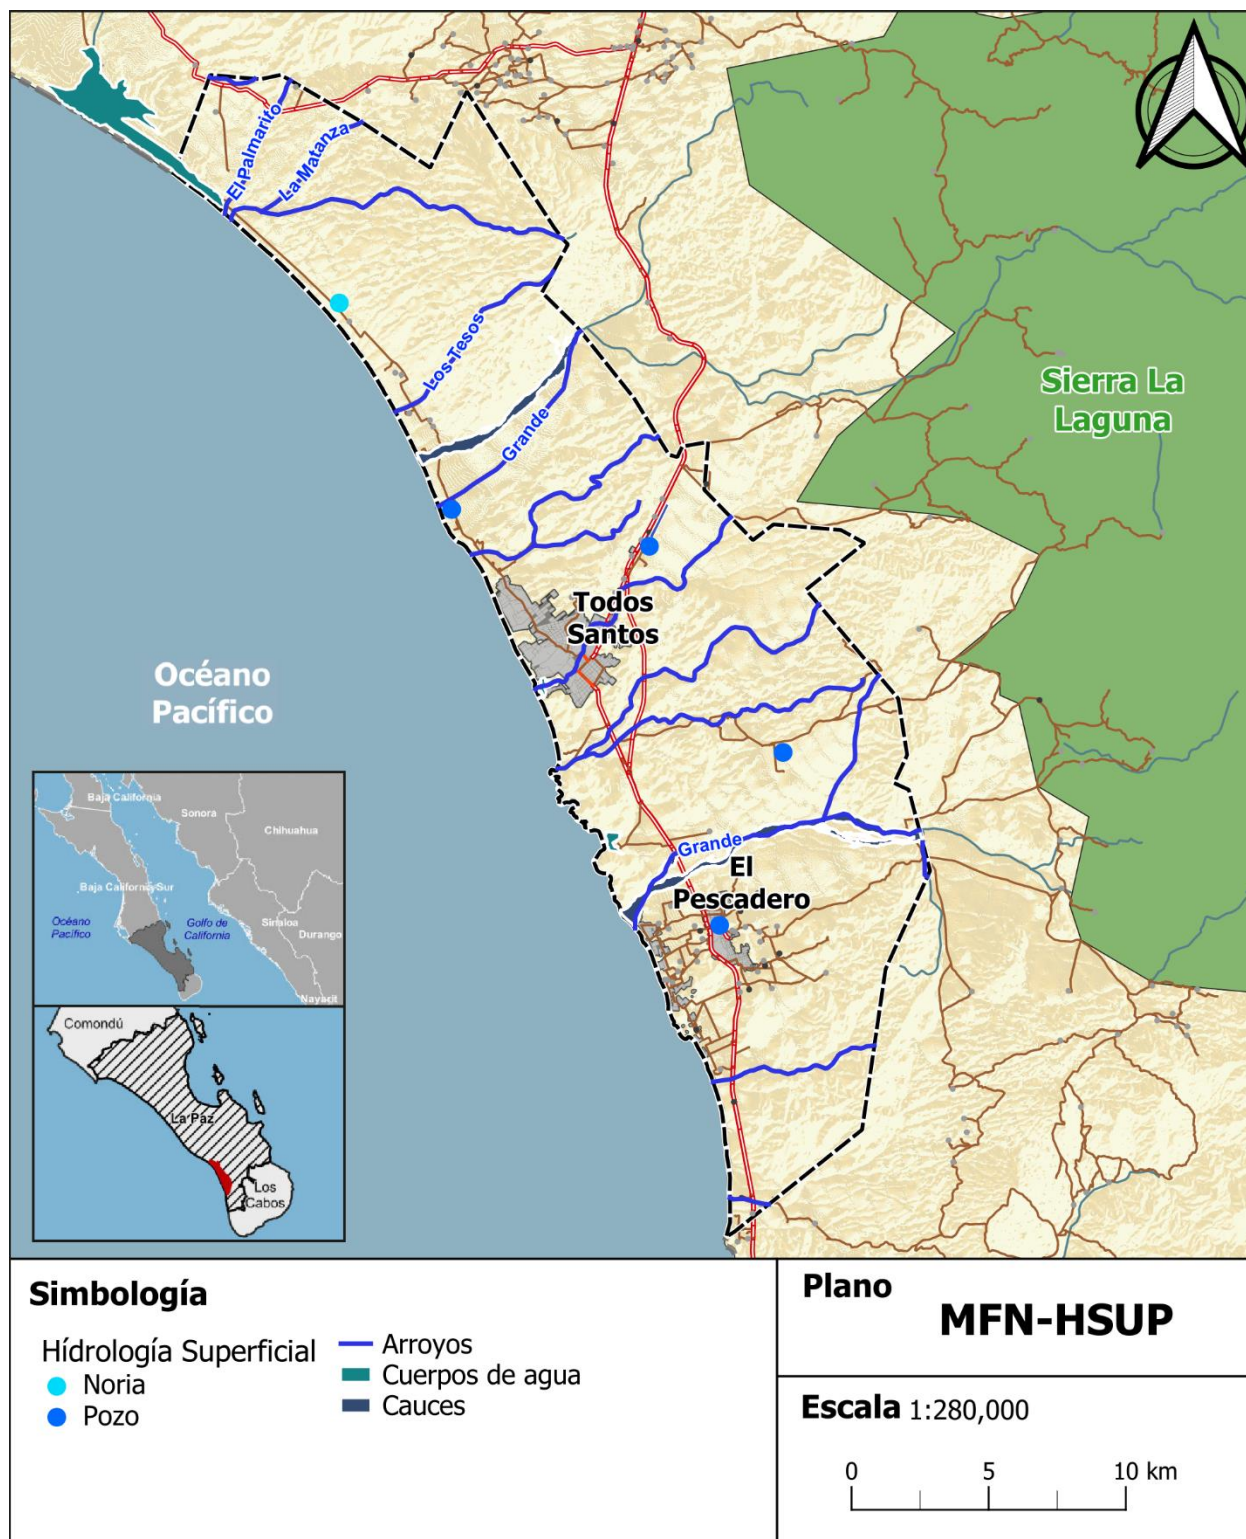 El Palmarito
La Matanza
Los Tesos
Grande
Sierra La
Laguna
Todos
Santos
Océano
Pacífico
Grande
El
Pescadero
Baja California
Sonora
Chihuahua
Baja California Sur
Océano
Pacífico
Golfo de
California
Sinaloa
Durango
Nayarit
Comondú
La Paz
Los
Cabos
Simbología
Hídrología Superficial
Noria
Pozo
Arroyos
Cuerpos de agua
Cauces
Plano
MFN-HSUP
Escala 1:280,000
0 5 10 km